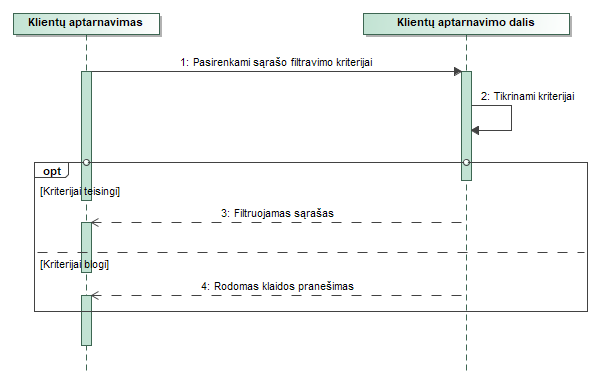 Klientų aptarnavimas
Klientų aptarnavimo dalis
1: Pasirenkami sąrašo filtravimo kriterijai
2: Tikrinami kriterijai
opt
[Kriterijai teisingi]
3: Filtruojamas sąrašas
[Kriterijai blogi]
4: Rodomas klaidos pranešimas